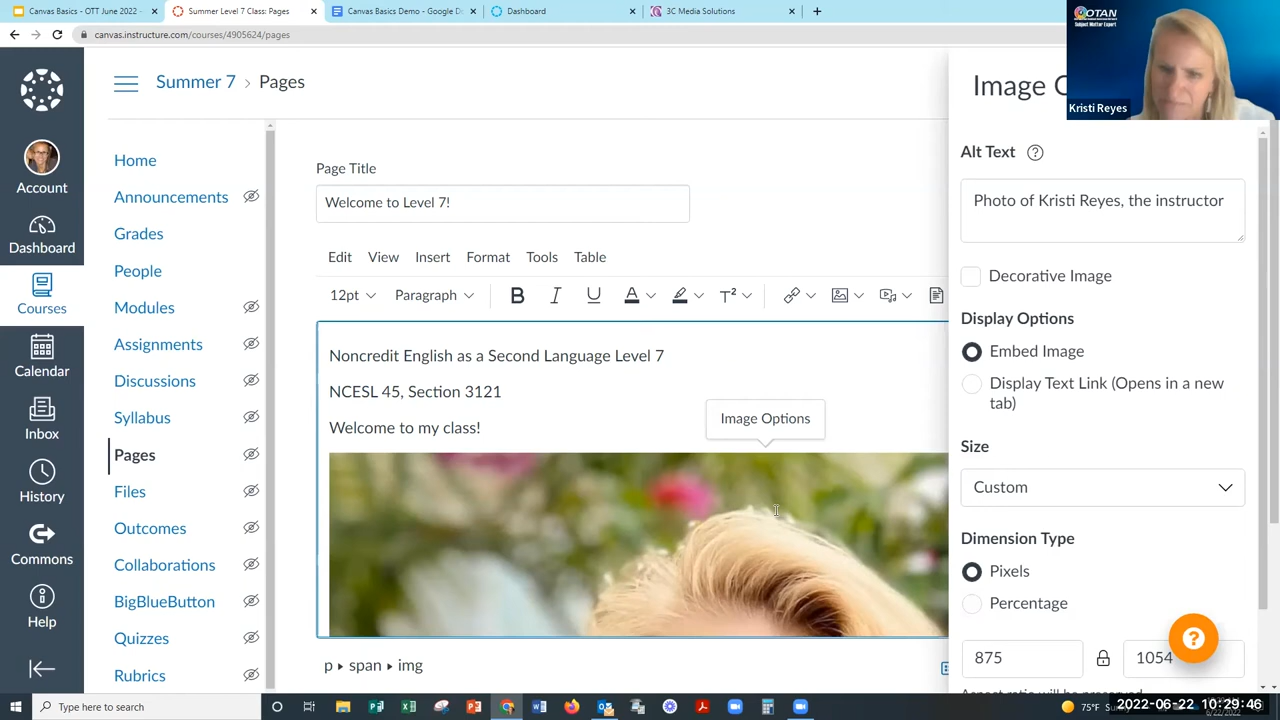 Canvas Basics - OTT June 2022 -
Summer Level 7 Class: Pages
Canvas Basics Demo - Google D
Dashboard
3C Media Solutions
canvas.instructure.com/courses/4905624/pages
OTAN
Subject Matter Expert
Kristi Reyes
Account
Dashboard
Courses
Calendar
Inbox
History
Commons
Help
Summer 7 › Pages
Home
Announcements
Grades
People
Modules
Assignments
Discussions
Syllabus
Pages
Files
Outcomes
Collaborations
BigBlueButton
Quizzes
Rubrics
Page Title
Welcome to Level 7!
Edit View Insert Format Tools Table
12pt Paragraph B I U A T²
Noncredit English as a Second Language Level 7
NCESL 45, Section 3121
Welcome to my class!
Image Options
p ▸ span ▸ img
Image
Alt Text ?
Photo of Kristi Reyes, the instructor
Decorative Image
Display Options
Embed Image
Display Text Link (Opens in a new
tab)
Size
Custom
Dimension Type
Pixels
Percentage
875 1054
?
Type here to search
75°F
2022-06-22 10:29:46